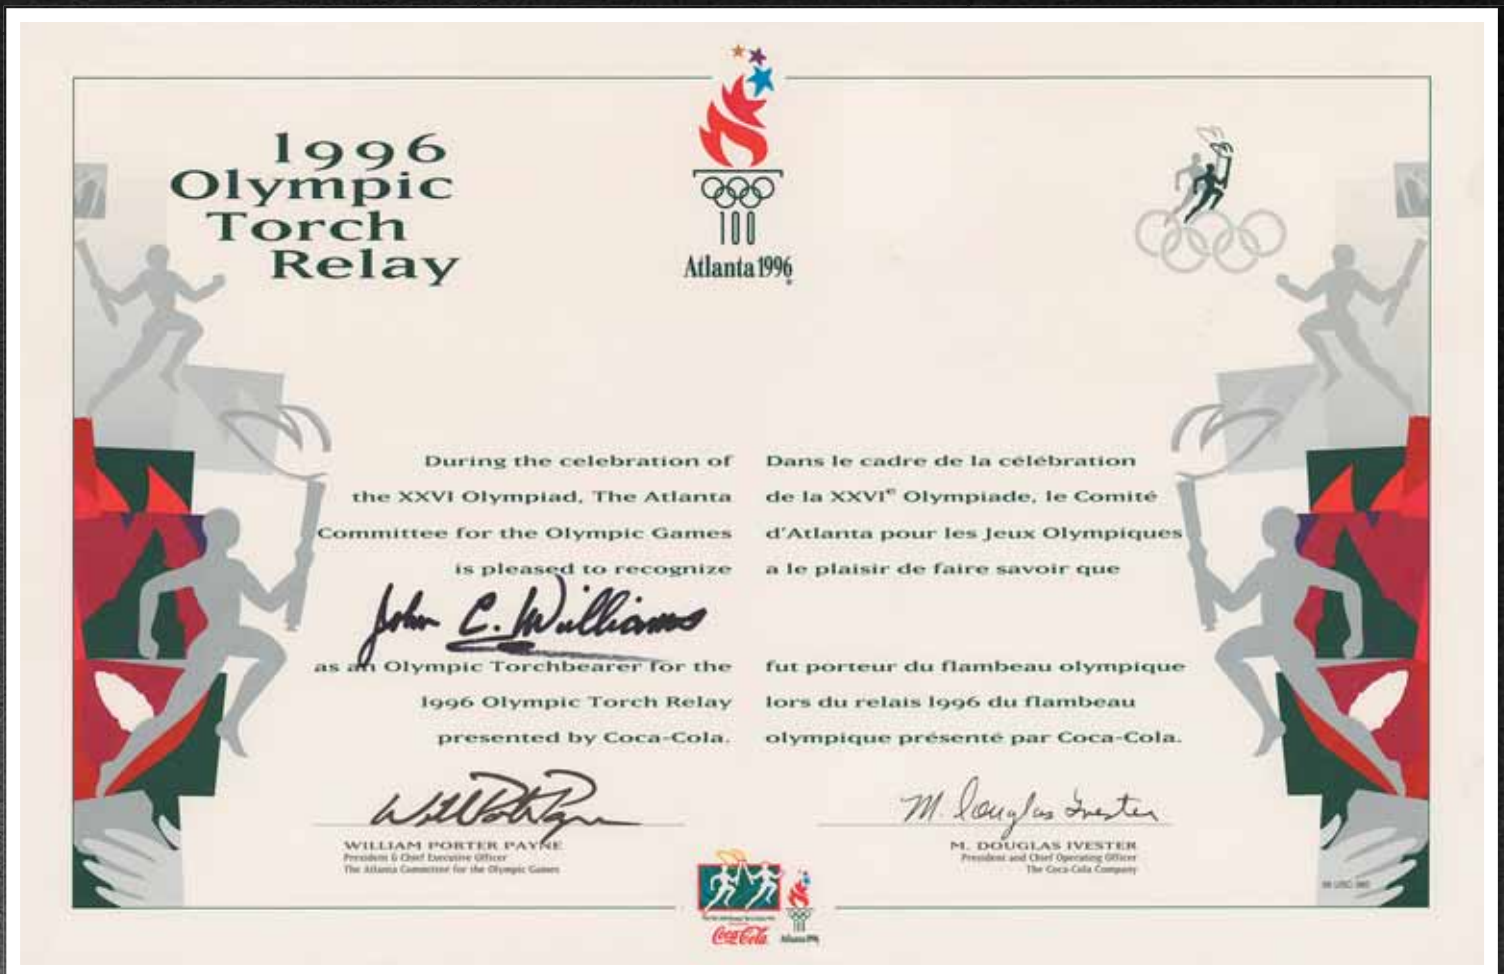 1996
Olympic
Torch
Relay
100
Atlanta 1996
During the celebration of
the XXVI Olympiad, The Atlanta
Committee for the Olympic Games
is pleased to recognize
John C. Williams
as an Olympic Torchbearer for the
1996 Olympic Torch Relay
presented by Coca-Cola.
Dans le cadre de la célébration
de la XXVIe Olympiade, le Comité
d'Atlanta pour les Jeux Olympiques
a le plaisir de faire savoir que
fut porteur du flambeau olympique
lors du relais 1996 du flambeau
olympique présenté par Coca-Cola.
WILLIAM PORTER PAYNE
President & Chief Executive Officer
The Atlanta Committee for the Olympic Games
M. Douglas Ivester
M. DOUGLAS IVESTER
President and Chief Operating Officer
The Coca-Cola Company
Coca-Cola
Atlanta 1996